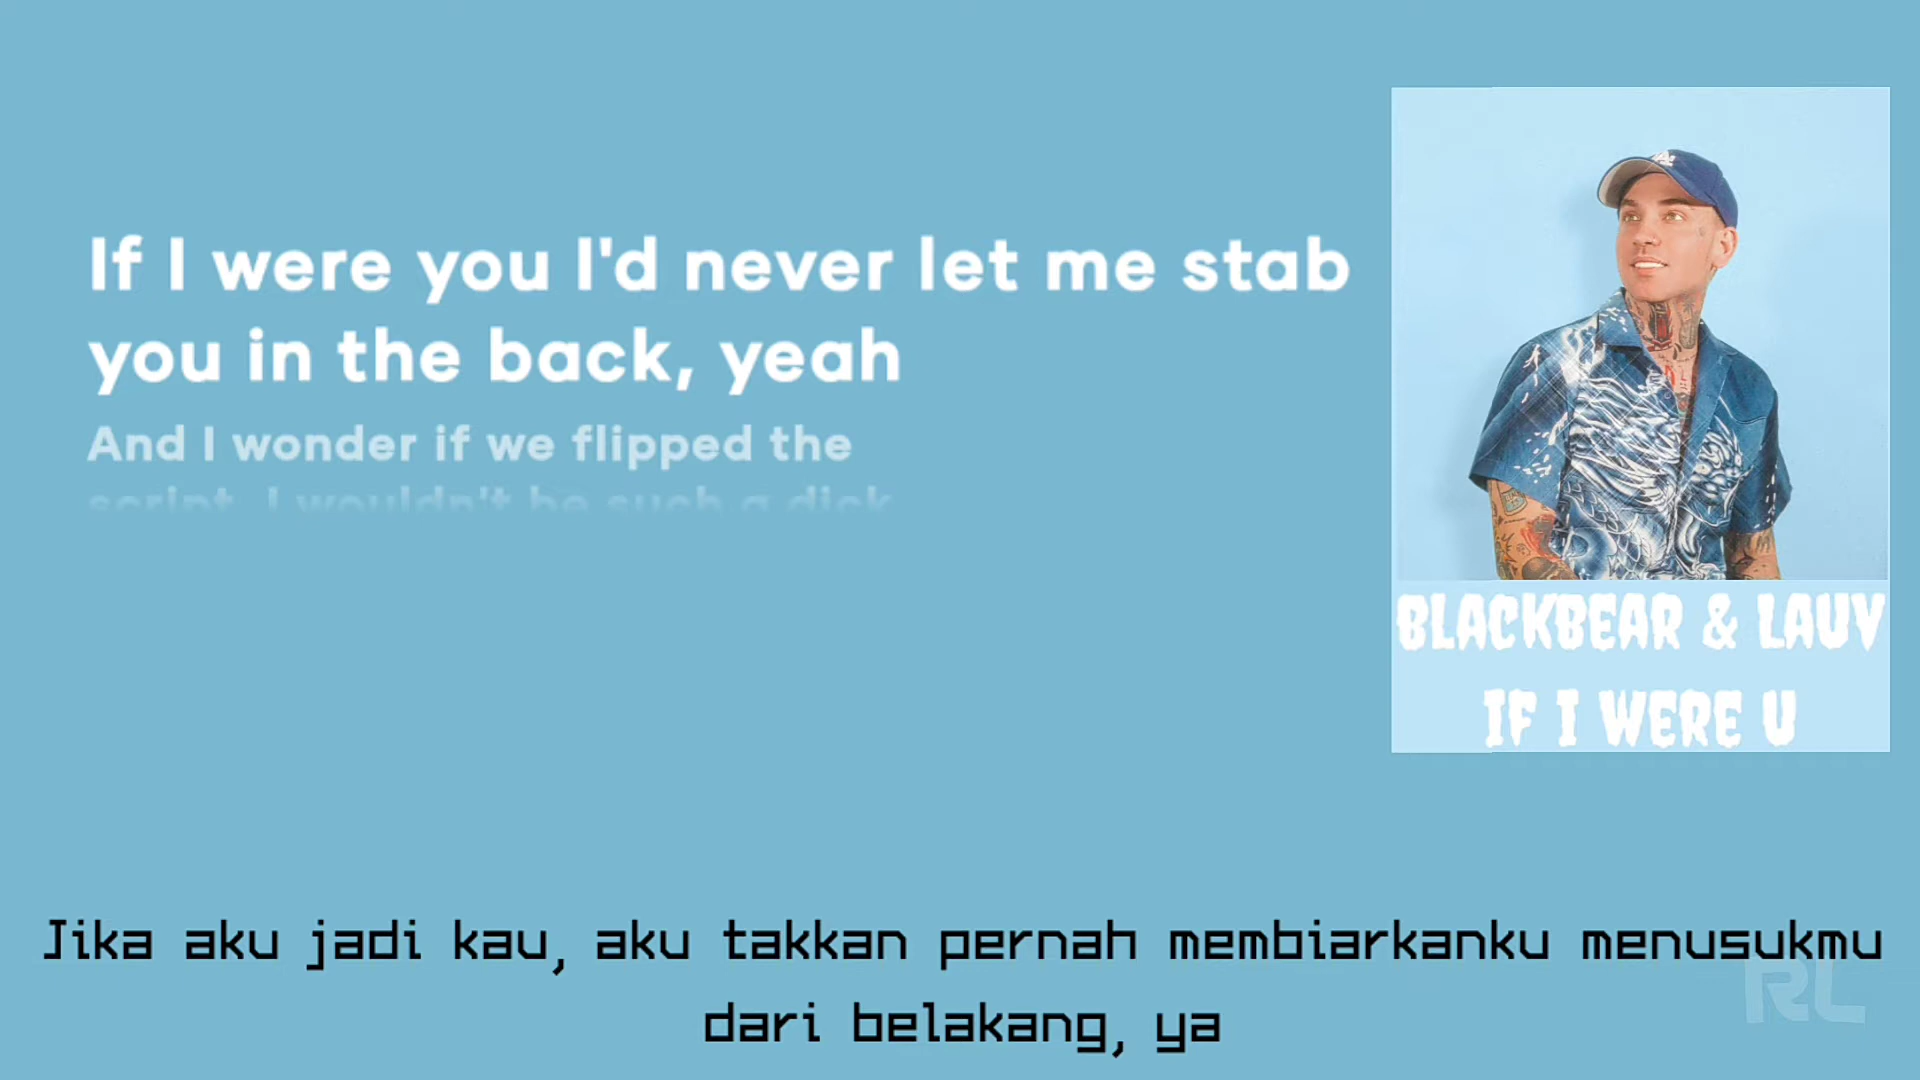 If I were you I'd never let me stab
you in the back, yeah
And I wonder if we flipped the
script, I wouldn't be such a dick
BLACKBEAR & LAUV
IF I WERE U
Jika aku jadi kau, aku takkan pernah membiarkanku menusukmu
dari belakang, ya
RL